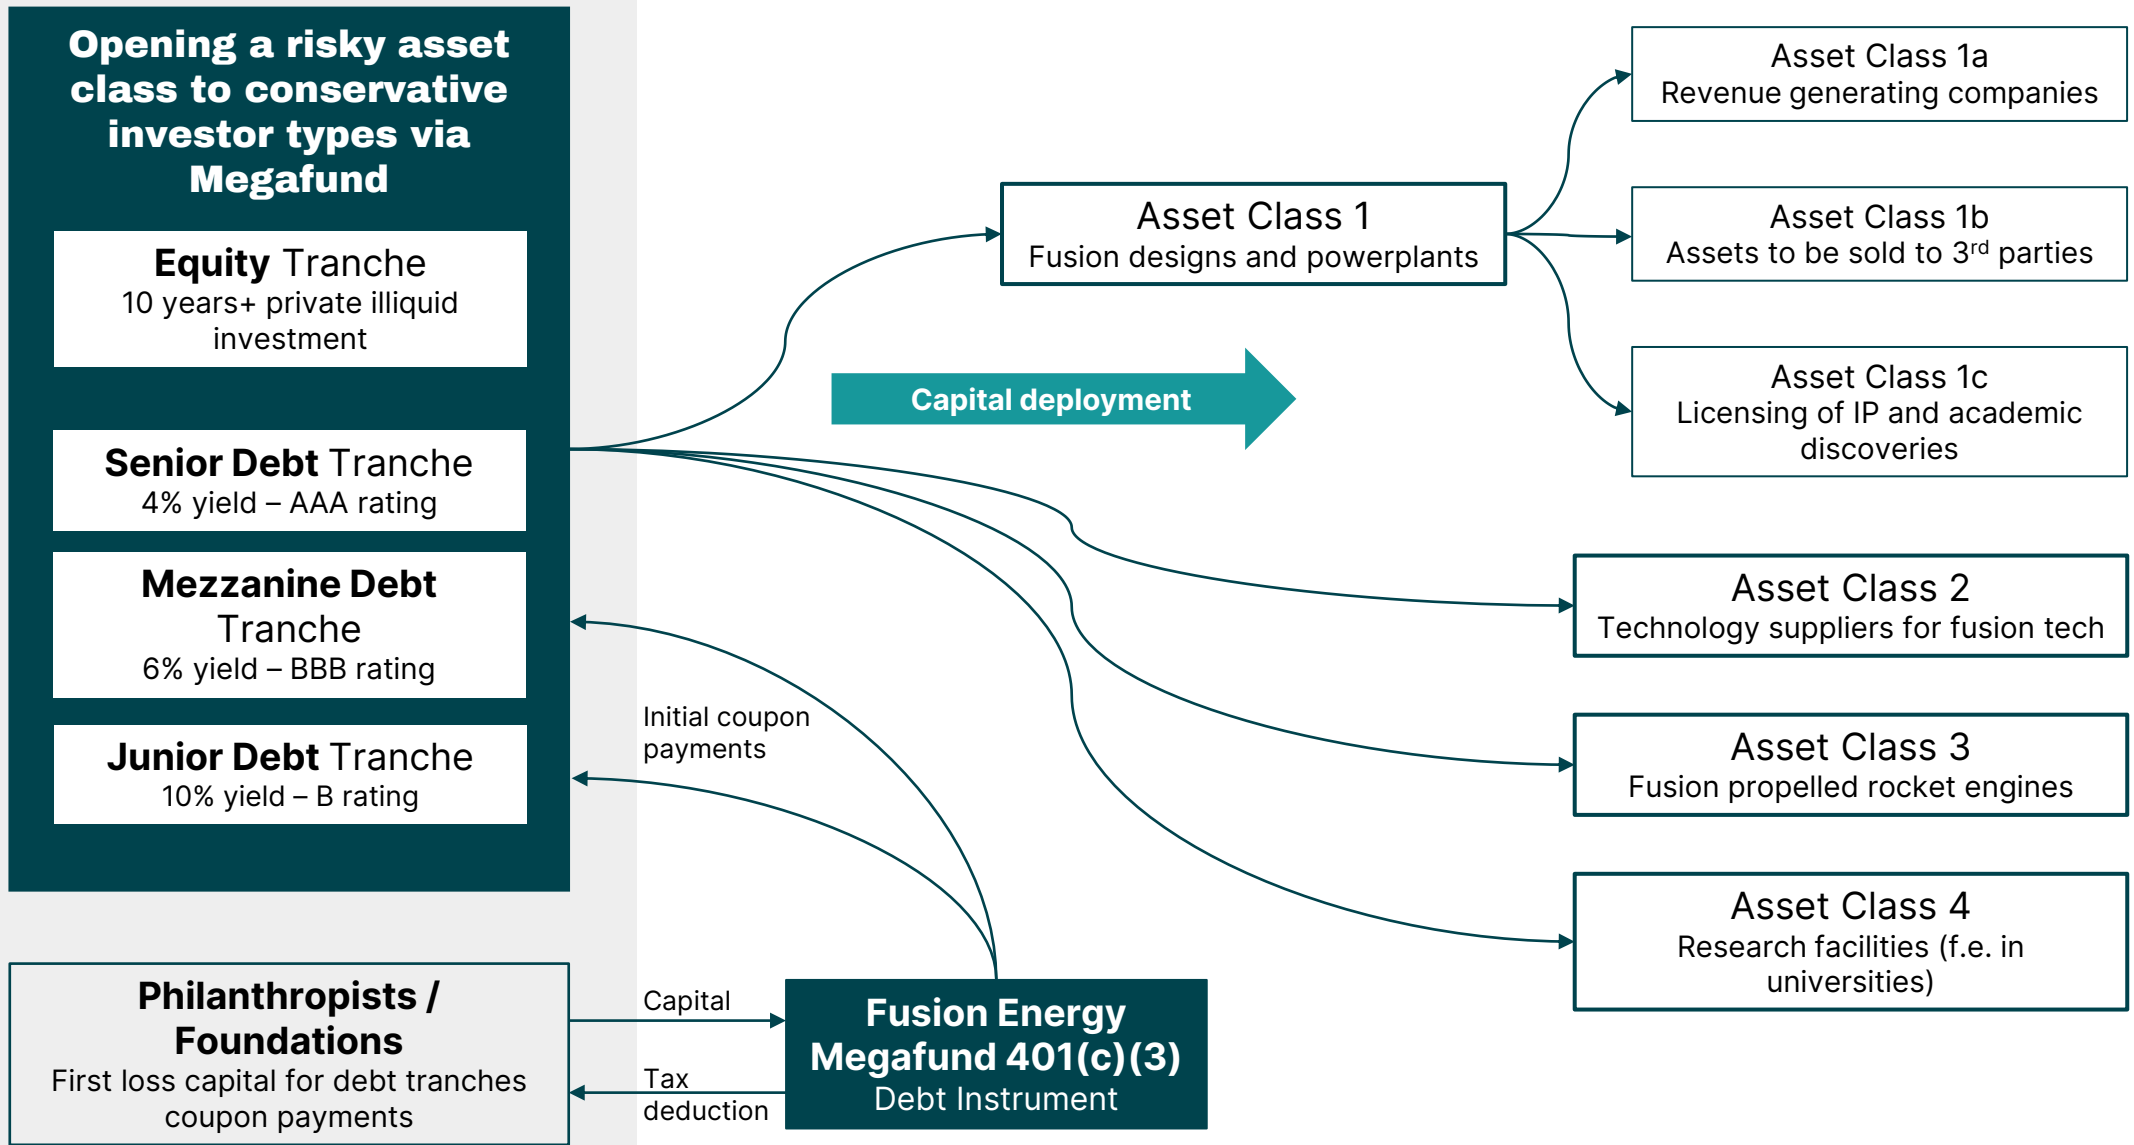 Opening a risky asset
class to conservative
investor types via
Megafund
Equity Tranche
10 years+ private illiquid
investment
Senior Debt Tranche
4% yield – AAA rating
Mezzanine Debt
Tranche
6% yield – BBB rating
Junior Debt Tranche
10% yield – B rating
Philanthropists /
Foundations
First loss capital for debt tranches
coupon payments
Initial coupon
payments
Capital
Tax
deduction
Fusion Energy
Megafund 401(c)(3)
Debt Instrument
Capital deployment
Asset Class 1
Fusion designs and powerplants
Asset Class 1a
Revenue generating companies
Asset Class 1b
Assets to be sold to 3rd parties
Asset Class 1c
Licensing of IP and academic
discoveries
Asset Class 2
Technology suppliers for fusion tech
Asset Class 3
Fusion propelled rocket engines
Asset Class 4
Research facilities (f.e. in
universities)